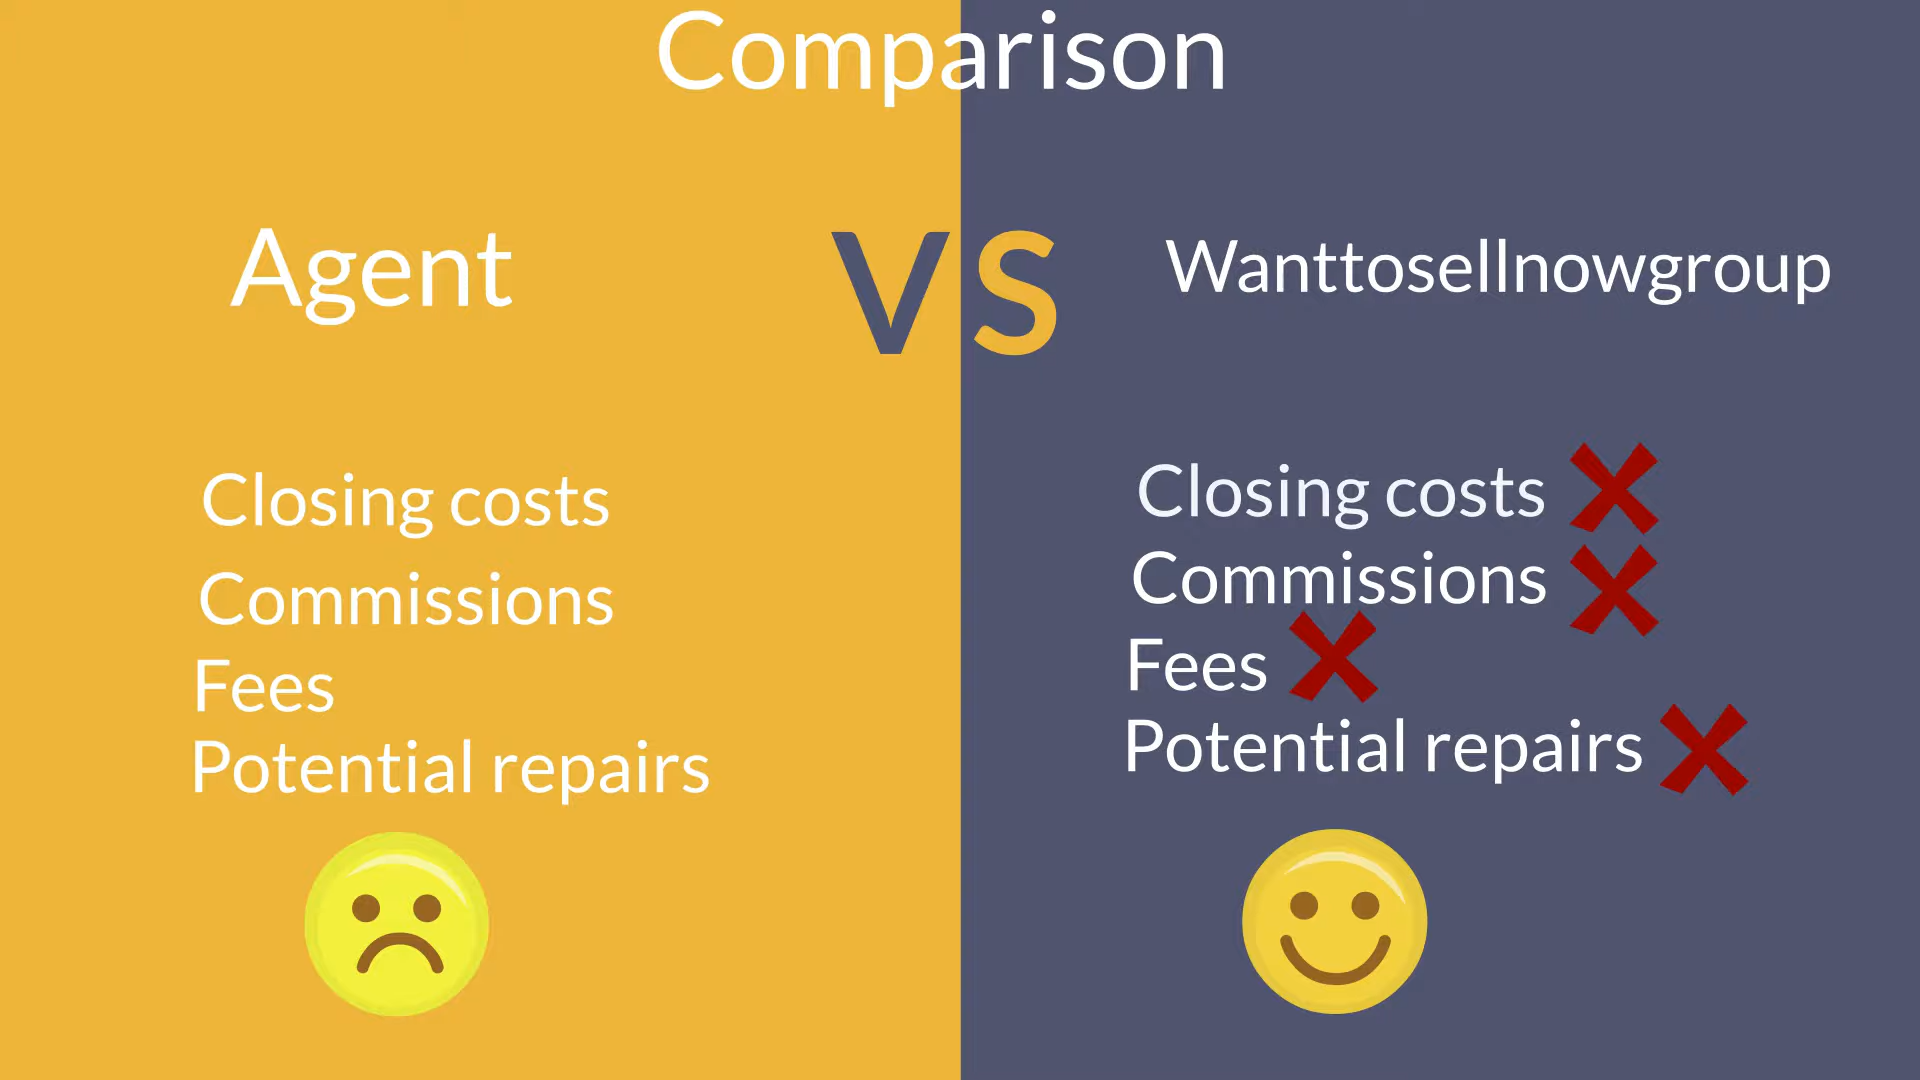 Comparison
Agent
VS
Wanttosellnowgroup
Closing costs
Commissions
Fees
Potential repairs
Closing costs
Commissions
Fees
Potential repairs